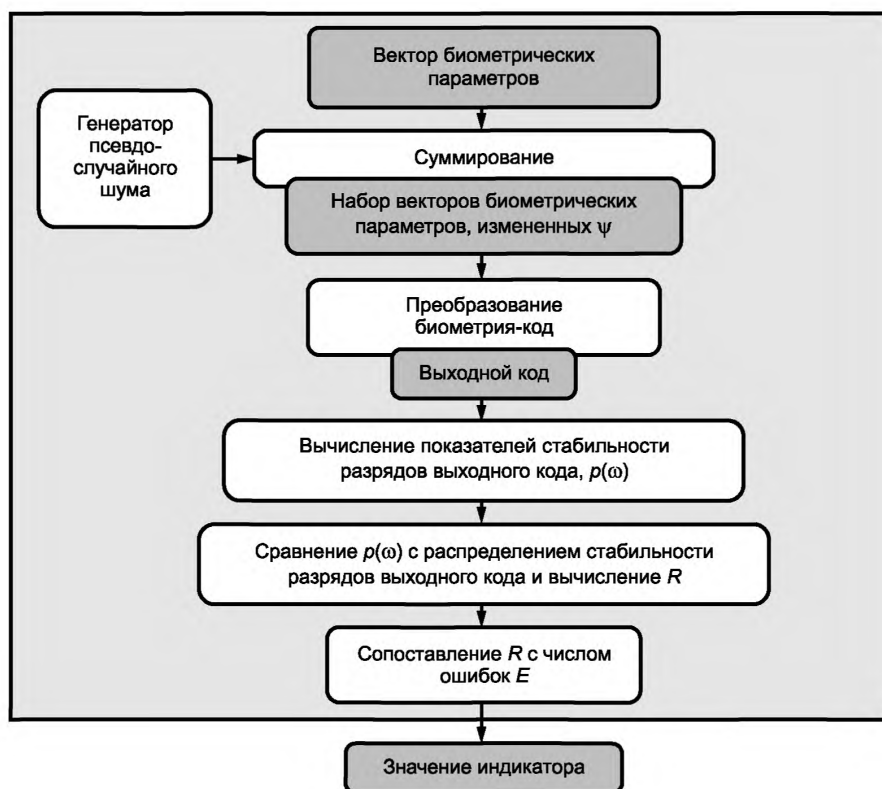 Вектор биометрических
параметров
Генератор
псевдо-
случайного
шума
Суммирование
Набор векторов биометрических
параметров, измененных ψ
Преобразование
биометрия-код
Выходной код
Вычисление показателей стабильности
разрядов выходного кода, p(ω)
Сравнение p(ω) с распределением стабильности
разрядов выходного кода и вычисление R
Сопоставление R с числом
ошибок E
Значение индикатора